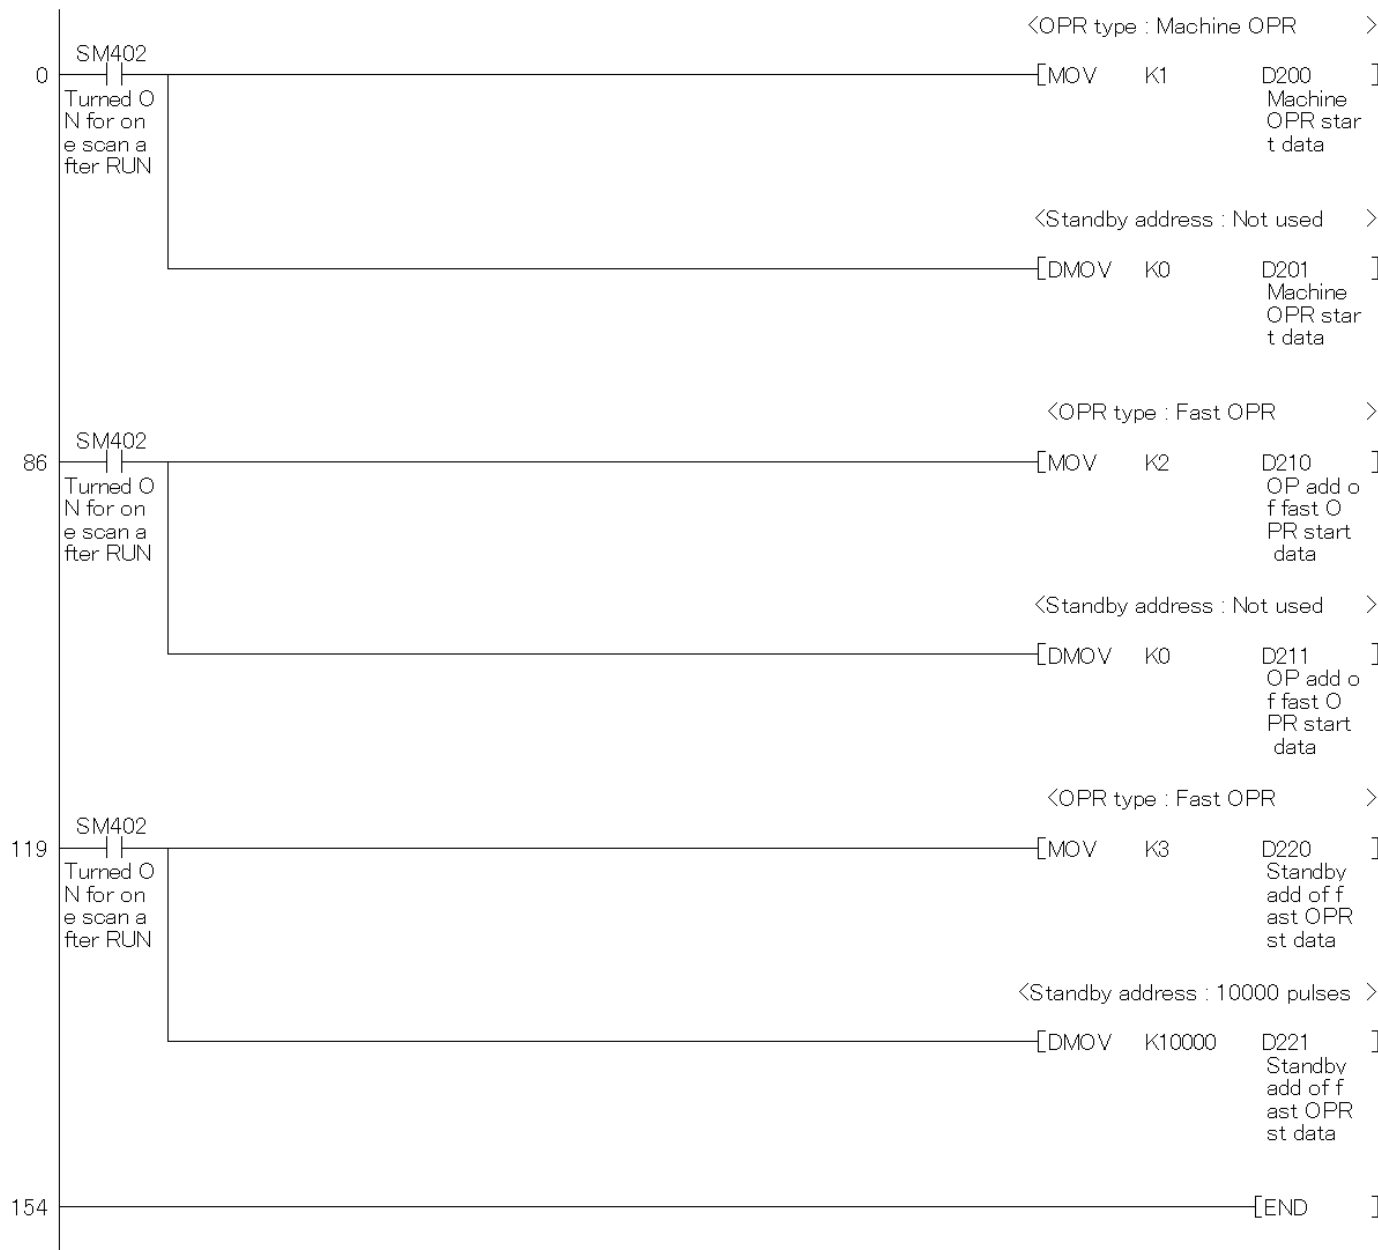 <OPR type : Machine OPR >
SM402
0 [MOV K1 D200 ]
Turned O
N for on
e scan a
fter RUN
Machine
OPR star
t data
<Standby address : Not used >
[DMOV K0 D201 ]
Machine
OPR star
t data
<OPR type : Fast OPR >
SM402
86 [MOV K2 D210 ]
Turned O
N for on
e scan a
fter RUN
OP add o
f fast O
PR start
data
<Standby address : Not used >
[DMOV K0 D211 ]
OP add o
f fast O
PR start
data
<OPR type : Fast OPR >
SM402
119 [MOV K3 D220 ]
Turned O
N for on
e scan a
fter RUN
Standby
add of f
ast OPR
st data
<Standby address : 10000 pulses >
[DMOV K10000 D221 ]
Standby
add of f
ast OPR
st data
154 [END ]